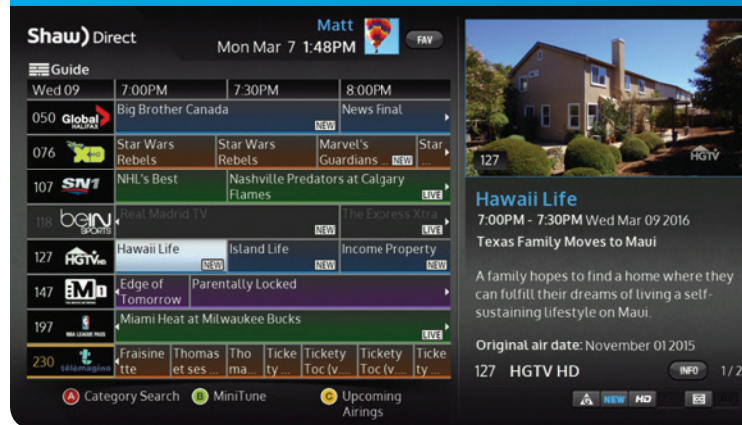 Shaw) Direct
Matt
Mon Mar 7 1:48PM
FAV
Guide
Wed 09 7:00PM 7:30PM 8:00PM
050 Global HALIFAX Big Brother Canada NEW News Final
076 XD Star Wars Rebels Star Wars Rebels Marvel's Guardians ... NEW Star ...
107 SN1 NHL's Best Nashville Predators at Calgary Flames LIVE
118 beIN SPORTS Real Madrid TV NEW The Express Xtra LIVE
127 HGTV Hawaii Life NEW Island Life NEW Income Property NEW
147 M Edge of Tomorrow Parentally Locked
197 NBA LEAGUE PASS Miami Heat at Milwaukee Bucks LIVE
230 télémagino Fraisine tte Thomas et ses ... Tho ma... Ticke ty ... Tickety Toc (v.... Tickety Toc (v.... Ticke ty ...
A Category Search B MiniTune C Upcoming Airings
127 HGTV
Hawaii Life
7:00PM - 7:30PM Wed Mar 09 2016
Texas Family Moves to Maui
A family hopes to find a home where they
can fulfill their dreams of living a self-
sustaining lifestyle on Maui.
Original air date: November 01 2015
127 HGTV HD INFO 1/2
G NEW HD CC